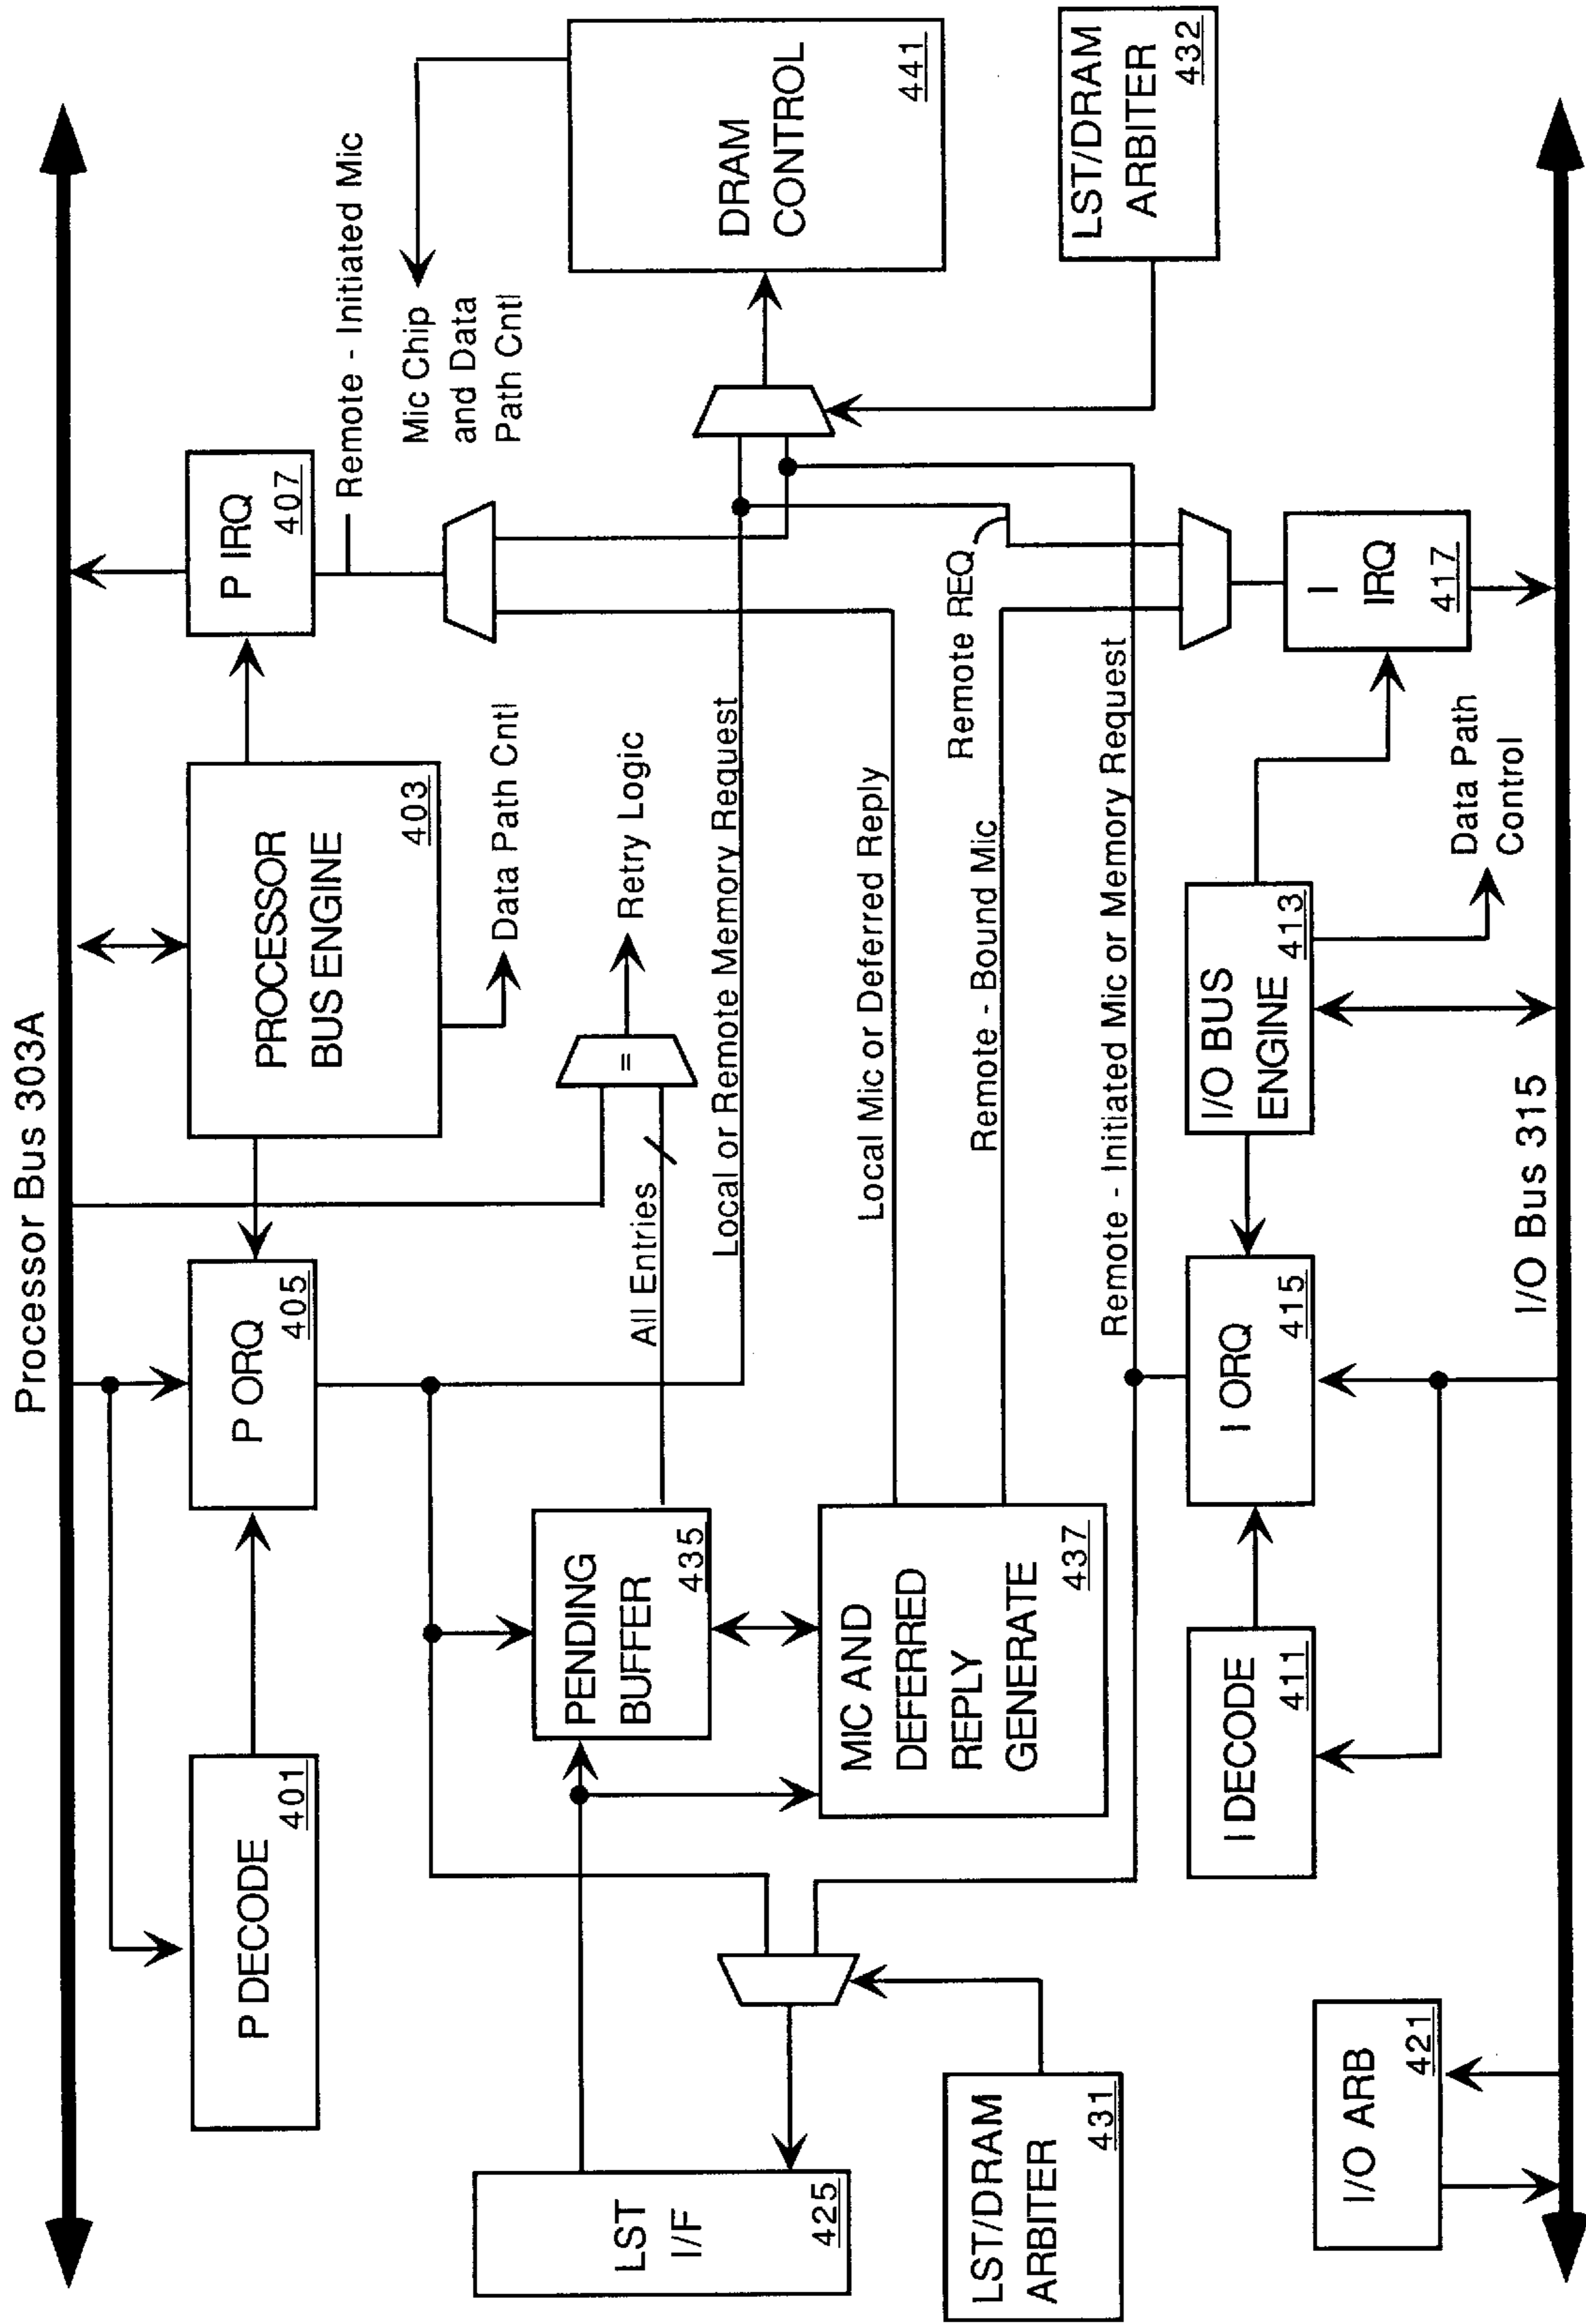 Processor Bus 303A
P DECODE
401
P ORQ
405
PROCESSOR
BUS ENGINE
403
P IRQ
407
Remote - Initiated Mic
Data Path Cntl
Mic Chip
and Data
Path Cntl
LST
I/F
425
PENDING
BUFFER
435
All Entries
=
Retry Logic
Local or Remote Memory Request
DRAM
CONTROL
441
MIC AND
DEFERRED
REPLY
GENERATE
437
Local Mic or Deferred Reply
Remote - Bound Mic
Remote REQ
Remote - Initiated Mic or Memory Request
LST/DRAM
ARBITER
431
LST/DRAM
ARBITER
432
I DECODE
411
I ORQ
415
I/O BUS
ENGINE
413
I
IRQ
417
Data Path
Control
I/O ARB
421
I/O Bus 315